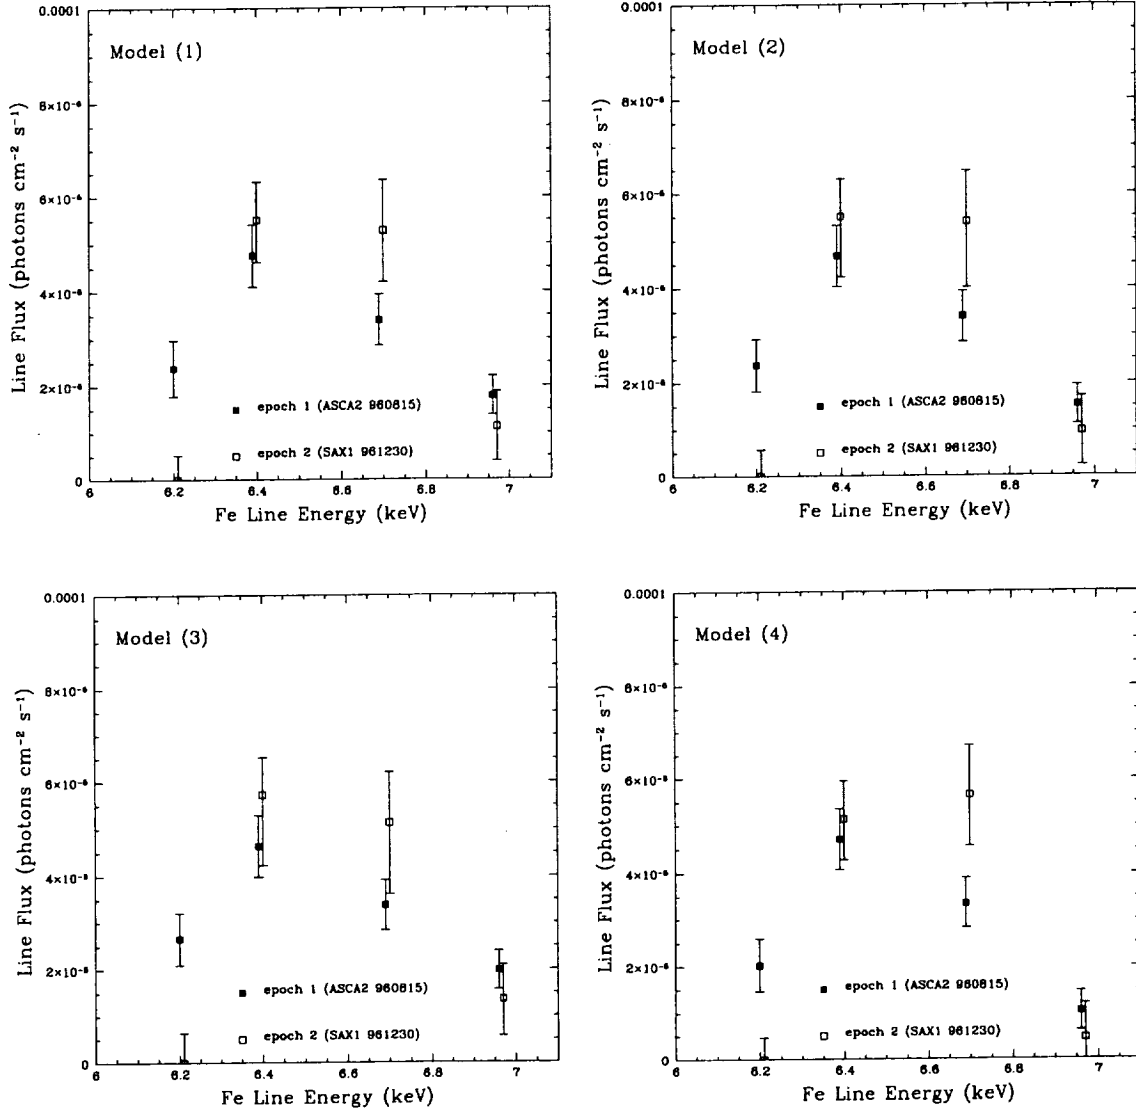 Model (1)
0.0001
8×10⁻⁵
6×10⁻⁵
4×10⁻⁵
2×10⁻⁵
0
Line Flux (photons cm⁻² s⁻¹)
epoch 1 (ASCA2 960815)
epoch 2 (SAX1 961230)
6 6.2 6.4 6.6 6.8 7
Fe Line Energy (keV)
Model (2)
0.0001
8×10⁻⁵
6×10⁻⁵
4×10⁻⁵
2×10⁻⁵
0
Line Flux (photons cm⁻² s⁻¹)
epoch 1 (ASCA2 960815)
epoch 2 (SAX1 961230)
6 6.2 6.4 6.6 6.8 7
Fe Line Energy (keV)
Model (3)
0.0001
8×10⁻⁵
6×10⁻⁵
4×10⁻⁵
2×10⁻⁵
0
Line Flux (photons cm⁻² s⁻¹)
epoch 1 (ASCA2 960815)
epoch 2 (SAX1 961230)
6 6.2 6.4 6.6 6.8 7
Fe Line Energy (keV)
Model (4)
0.0001
8×10⁻⁵
6×10⁻⁵
4×10⁻⁵
2×10⁻⁵
0
Line Flux (photons cm⁻² s⁻¹)
epoch 1 (ASCA2 960815)
epoch 2 (SAX1 961230)
6 6.2 6.4 6.6 6.8 7
Fe Line Energy (keV)